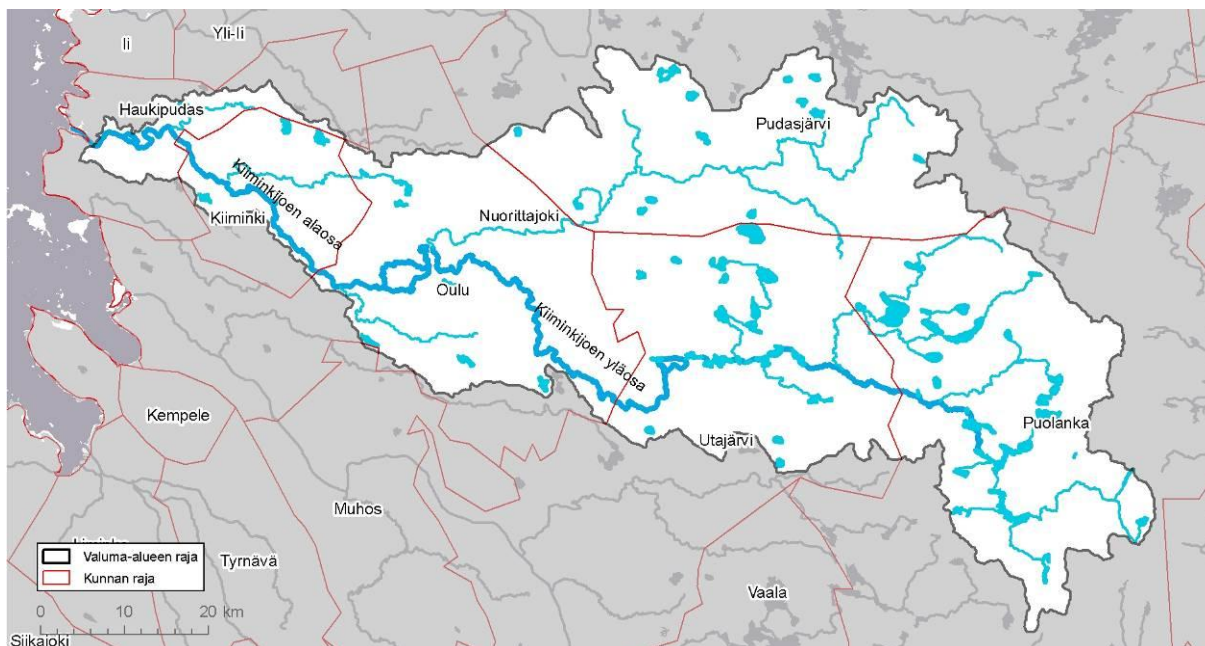 Ii
Yli-Ii
Haukipudas
Pudasjärvi
Kiiminkijoen alaosa
Kiiminki
Nuorittajoki
Oulu
Kiiminkijoen yläosa
Kempele
Utajärvi
Puolanka
Muhos
Tyrnävä
Vaala
Valuma-alueen raja
Kunnan raja
0 10 20 km
Siikajoki